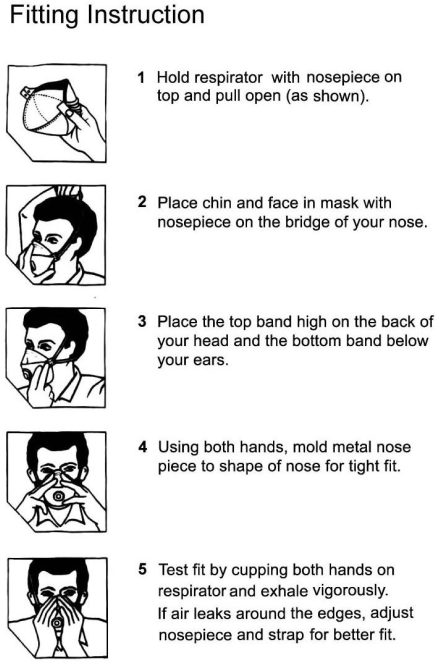 Fitting Instruction
1 Hold respirator with nosepiece on
top and pull open (as shown).
2 Place chin and face in mask with
nosepiece on the bridge of your nose.
3 Place the top band high on the back of
your head and the bottom band below
your ears.
4 Using both hands, mold metal nose
piece to shape of nose for tight fit.
5 Test fit by cupping both hands on
respirator and exhale vigorously.
If air leaks around the edges, adjust
nosepiece and strap for better fit.